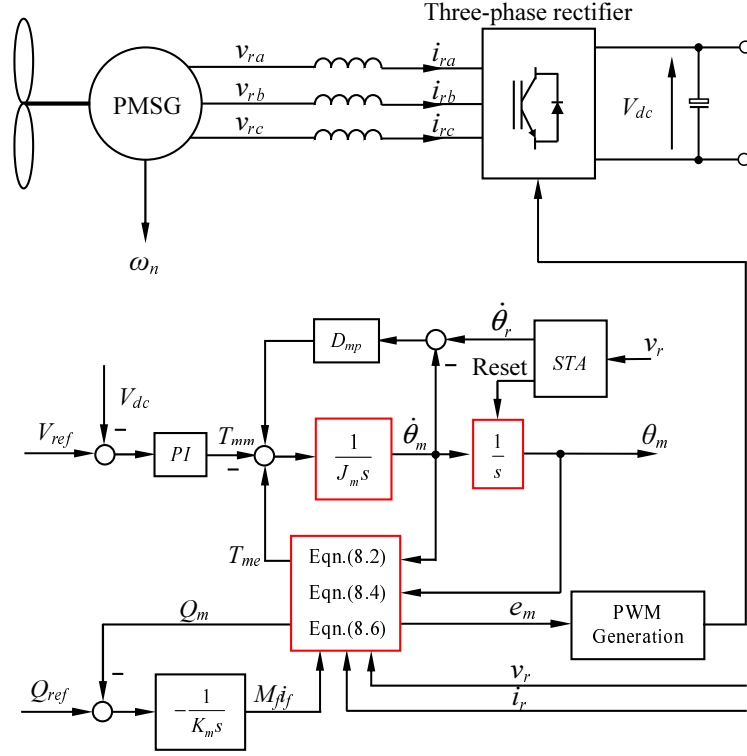 Three-phase rectifier
v_ra i_ra
PMSG v_rb i_rb V_dc
v_rc i_rc
ω_n
D_mp θ̇_r STA v_r
Reset
V_dc
V_ref PI T_mm 1/(J_m s) θ̇_m 1/s θ_m
T_me Eqn.(8.2)
Eqn.(8.4)
Q_m Eqn.(8.6) e_m PWM Generation
v_r
Q_ref -1/(K_m s) M_f i_f i_r